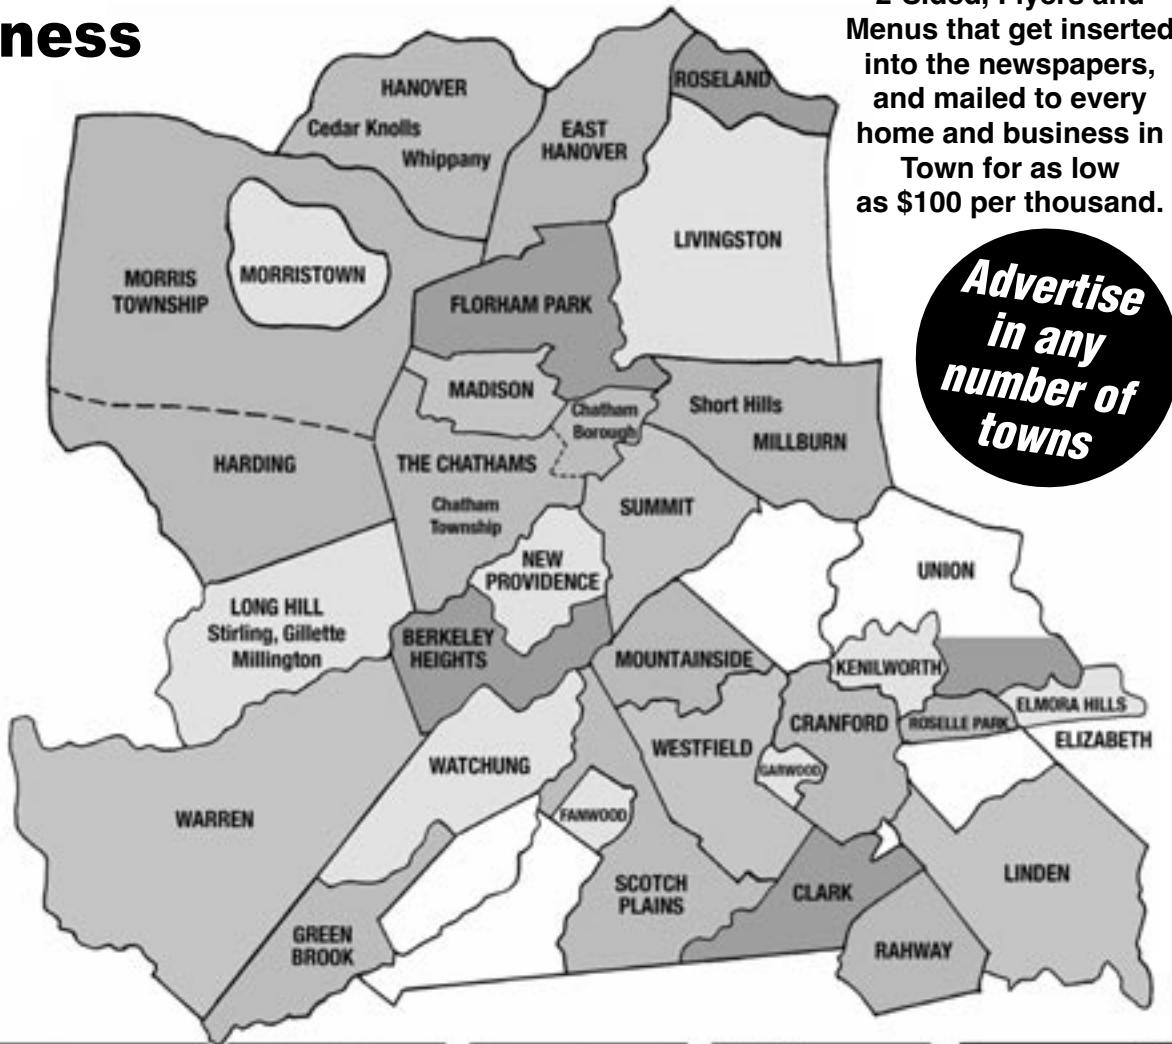 ness
2-Sided, Flyers and
Menus that get inserted
into the newspapers,
and mailed to every
home and business in
Town for as low
as $100 per thousand.
Advertise
in any
number of
towns
HANOVER
Cedar Knolls
Whippany
EAST
HANOVER
ROSELAND
LIVINGSTON
MORRIS
TOWNSHIP
MORRISTOWN
FLORHAM PARK
MADISON
Chatham
Borough
Short Hills
MILLBURN
HARDING
THE CHATHAMS
Chatham
Township
SUMMIT
NEW
PROVIDENCE
UNION
LONG HILL
Stirling, Gillette
Millington
BERKELEY
HEIGHTS
MOUNTAINSIDE
KENILWORTH
ELMORA HILLS
ROSELLE PARK
ELIZABETH
CRANFORD
WESTFIELD
GARWOOD
WATCHUNG
FANWOOD
WARREN
SCOTCH
PLAINS
CLARK
LINDEN
GREEN
BROOK
RAHWAY